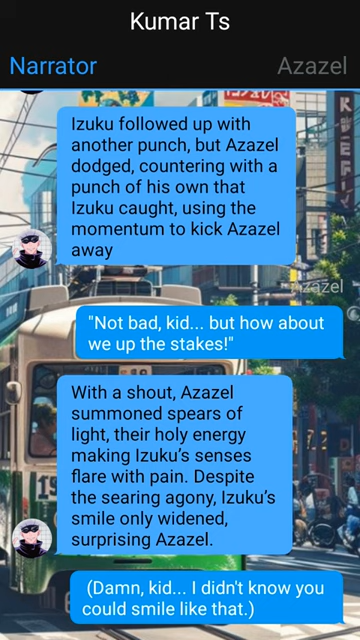 Kumar Ts
Narrator
Azazel
Izuku followed up with
another punch, but Azazel
dodged, countering with a
punch of his own that
Izuku caught, using the
momentum to kick Azazel
away
Azazel
"Not bad, kid... but how about
we up the stakes!"
With a shout, Azazel
summoned spears of
light, their holy energy
making Izuku’s senses
flare with pain. Despite
the searing agony, Izuku’s
smile only widened,
surprising Azazel.
(Damn, kid... I didn't know you
could smile like that.)